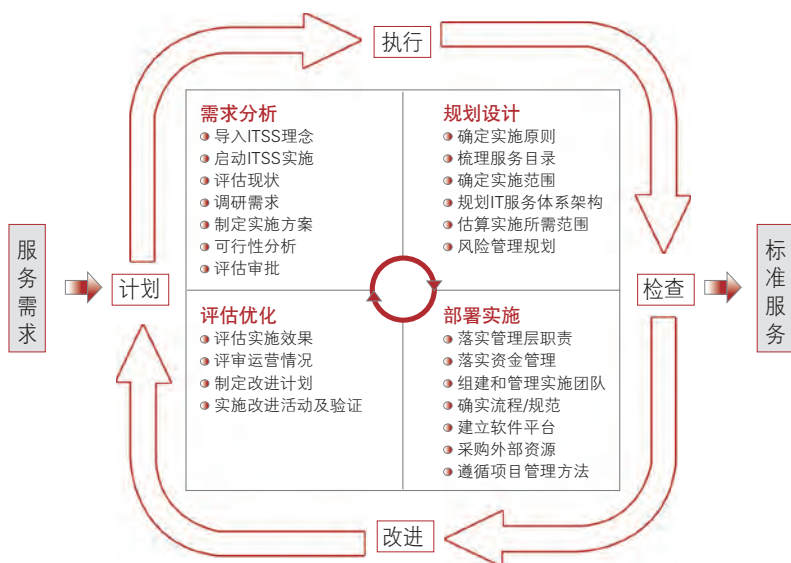 执行
需求分析
导入ITSS理念
启动ITSS实施
评估现状
调研需求
制定实施方案
可行性分析
评估审批
规划设计
确定实施原则
梳理服务目录
确定实施范围
规划IT服务体系架构
估算实施所需范围
风险管理规划
服务需求
计划
检查
标准服务
评估优化
评估实施效果
评审运营情况
制定改进计划
实施改进活动及验证
部署实施
落实管理层职责
落实资金管理
组建和管理实施团队
确实流程/规范
建立软件平台
采购外部资源
遵循项目管理方法
改进